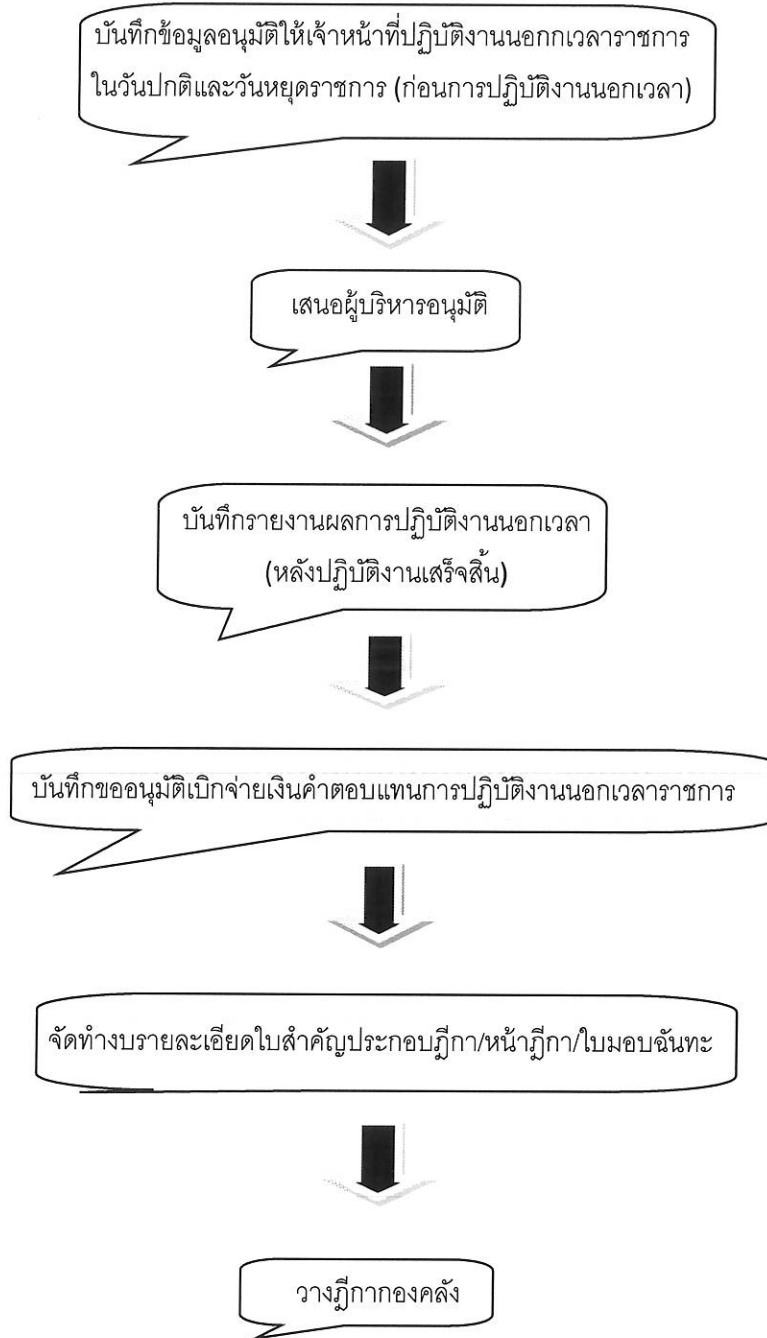 บันทึกข้อมูลอนุมัติให้เจ้าหน้าที่ปฏิบัติงานนอกกเวลาราชการ
ในวันปกติและวันหยุดราชการ (ก่อนการปฏิบัติงานนอกเวลา)
เสนอผู้บริหารอนุมัติ
บันทึกรายงานผลการปฏิบัติงานนอกเวลา
(หลังปฏิบัติงานเสร็จสิ้น)
บันทึกขออนุมัติเบิกจ่ายเงินค่าตอบแทนการปฏิบัติงานนอกเวลาราชการ
จัดทำงบรายละเอียดใบสำคัญประกอบฎีกา/หน้าฎีกา/ใบมอบฉันทะ
วางฎีกากองคลัง